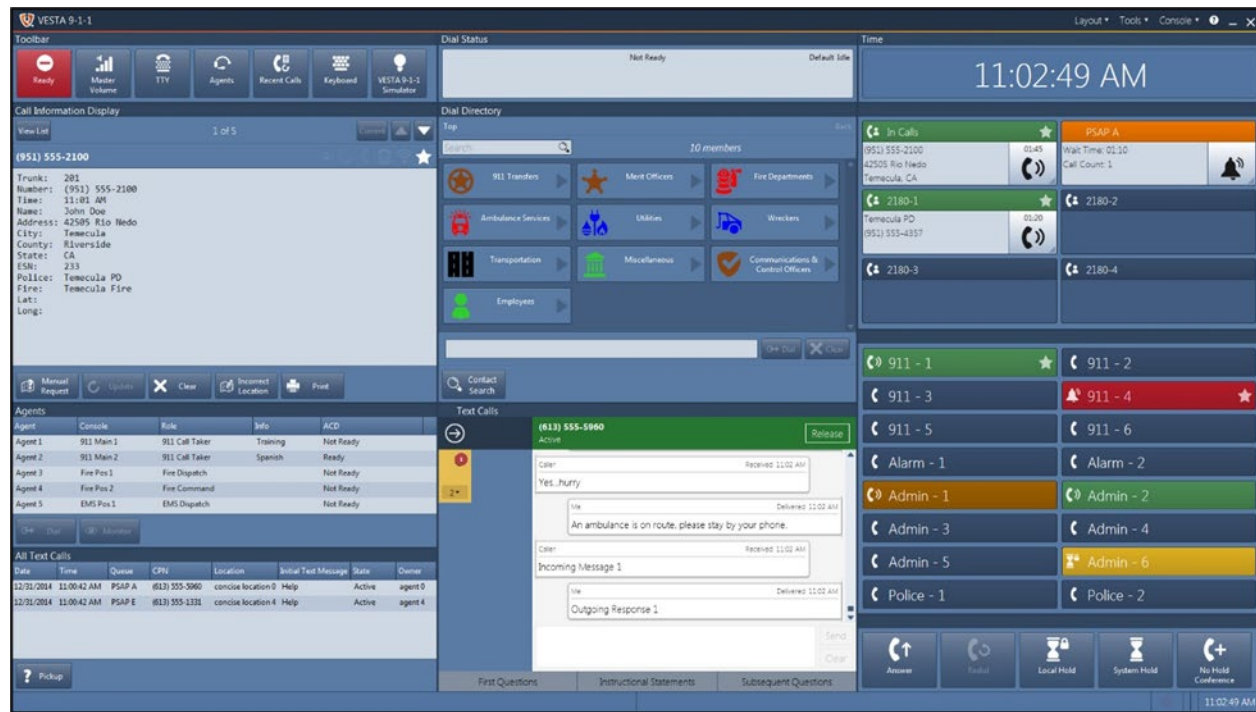 VESTA 9-1-1
Layout Tools Console
Toolbar
Ready
Master Volume
TTY
Agents
Recent Calls
Keyboard
VESTA 9-1-1 Simulator
Dial Status
Not Ready Default Idle
Time
11:02:49 AM
Call Information Display
View List 1 of 5 Current
(951) 555-2100
Trunk: 201
Number: (951) 555-2100
Time: 11:01 AM
Name: John Doe
Address: 42505 Rio Nedo
City: Temecula
County: Riverside
State: CA
ESN: 233
Police: Temecula PD
Fire: Temecula Fire
Lat:
Long:
Manual Request
Update
Clear
Incorrect Location
Print
Dial Directory
Top Back
Search 10 members
911 Transfers
Merit Officers
Fire Departments
Ambulance Services
Utilities
Wreckers
Transportation
Miscellaneous
Communications & Control Officers
Employees
Dial Clear
Contact Search
In Calls
(951) 555-2100 01:45
42505 Rio Nedo
Temecula, CA
PSAP A
Wait Time: 01:10
Call Count: 1
2180-1
Temecula PD 01:20
(951) 555-4357
2180-2
2180-3
2180-4
911 - 1
911 - 2
911 - 3
911 - 4
911 - 5
911 - 6
Alarm - 1
Alarm - 2
Admin - 1
Admin - 2
Admin - 3
Admin - 4
Admin - 5
Admin - 6
Police - 1
Police - 2
Answer
Redial
Local Hold
System Hold
No Hold Conference
Agents
Agent Console Role Info ACD
Agent 1 911 Main 1 911 Call Taker Training Not Ready
Agent 2 911 Main 2 911 Call Taker Spanish Ready
Agent 3 Fire Pos 1 Fire Dispatch Not Ready
Agent 4 Fire Pos 2 Fire Command Not Ready
Agent 5 EMS Pos 1 EMS Dispatch Not Ready
Dial Monitor
All Text Calls
Date Time Queue CPN Location Initial Text Message State Owner
12/31/2014 11:00:42 AM PSAP A (613) 555-5960 concise location 0 Help Active agent 0
12/31/2014 11:00:42 AM PSAP E (613) 555-1331 concise location 4 Help Active agent 4
Pickup
Text Calls
(613) 555-5960
Active
Release
2
Caller Received 11:02 AM
Yes...hurry
Me Delivered 11:02 AM
An ambulance is on route, please stay by your phone.
Caller Received 11:02 AM
Incoming Message 1
Me Delivered 11:02 AM
Outgoing Response 1
Send
Clear
First Questions Instructional Statements Subsequent Questions
11:02:49 AM